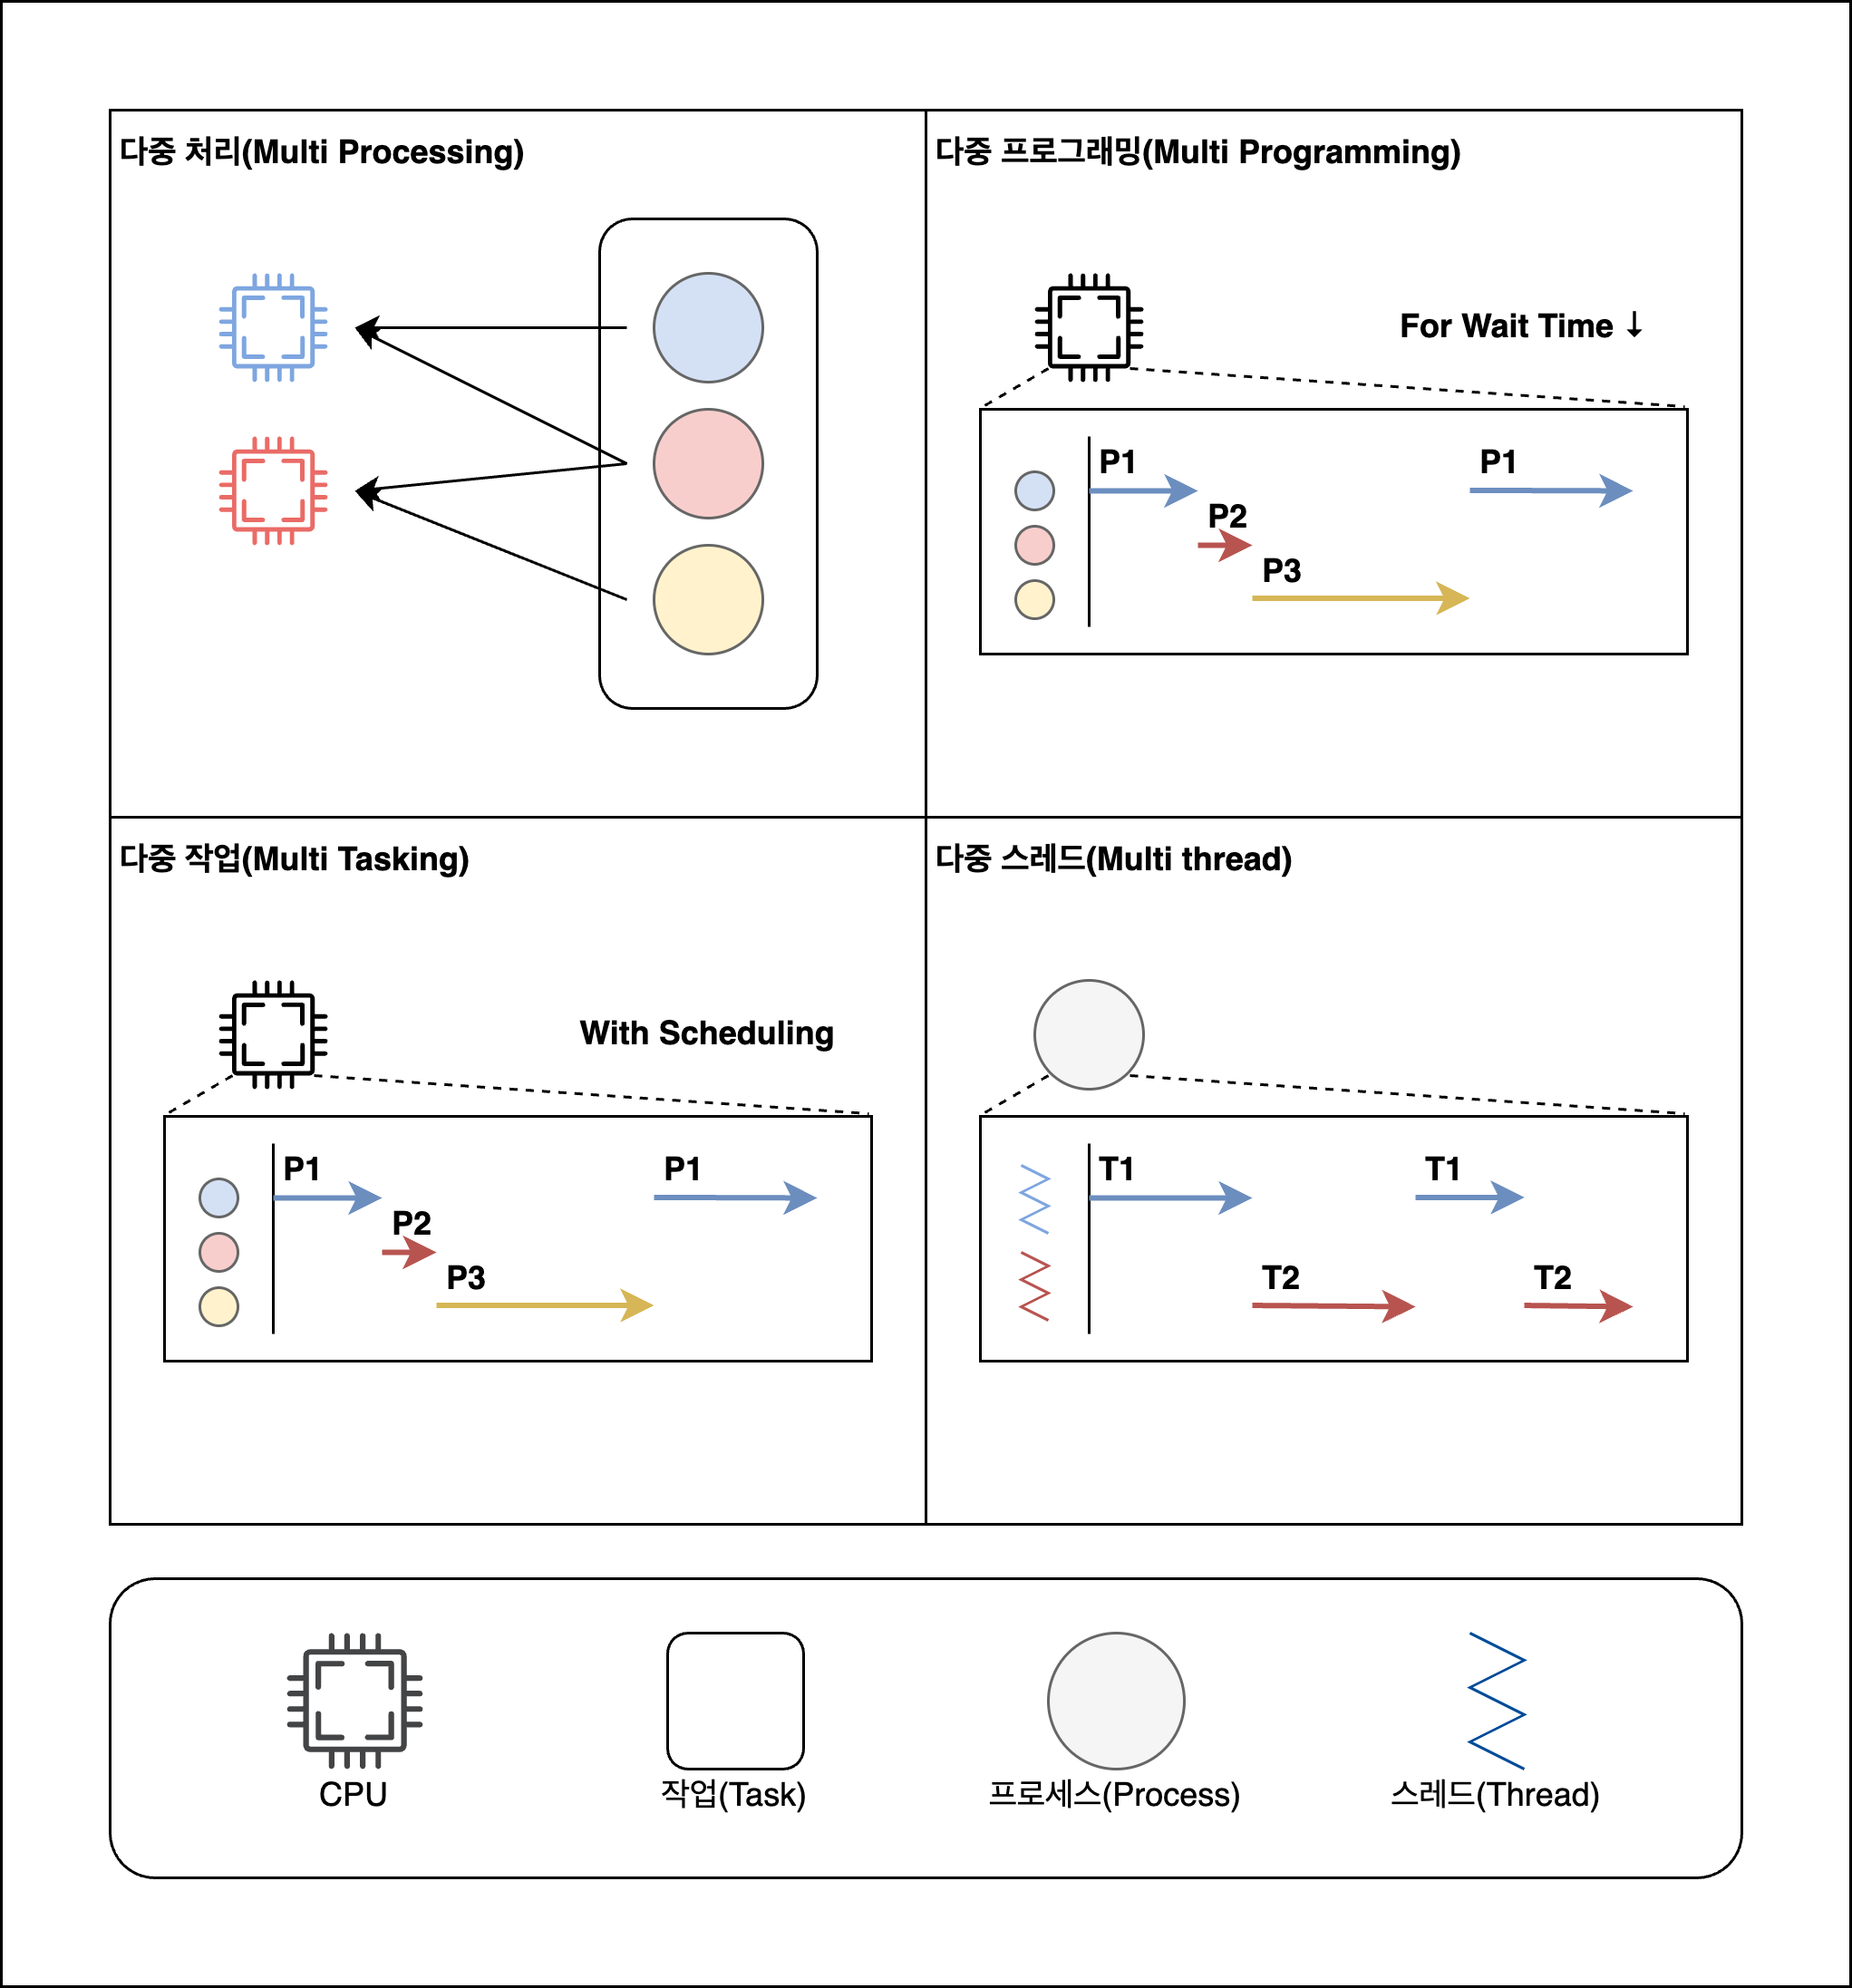 다중 처리(Multi Processing)
다중 프로그래밍(Multi Programming)
For Wait Time ↓
P1
P1
P2
P3
다중 작업(Multi Tasking)
다중 스레드(Multi thread)
With Scheduling
P1
P1
P2
P3
T1
T1
T2
T2
CPU
작업(Task)
프로세스(Process)
스레드(Thread)